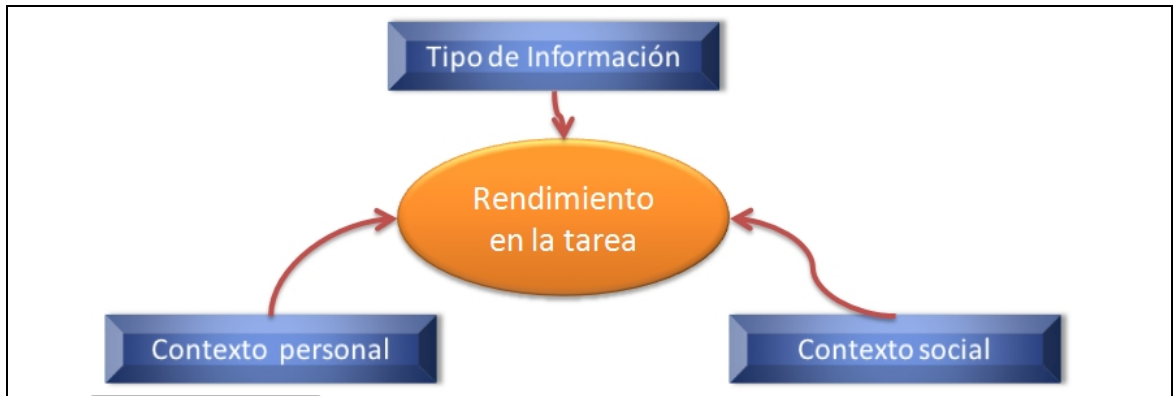 Tipo de Información
Rendimiento
en la tarea
Contexto personal
Contexto social